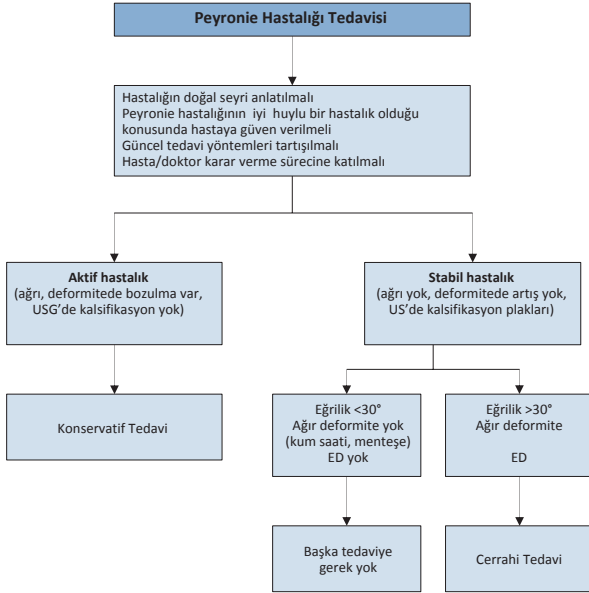 Peyronie Hastalığı Tedavisi
Hastalığın doğal seyri anlatılmalı
Peyronie hastalığının iyi huylu bir hastalık olduğu
konusunda hastaya güven verilmeli
Güncel tedavi yöntemleri tartışılmalı
Hasta/doktor karar verme sürecine katılmalı
Aktif hastalık
(ağrı, deformitede bozulma var,
USG'de kalsifikasyon yok)
Stabil hastalık
(ağrı yok, deformitede artış yok,
US'de kalsifikasyon plakları)
Konservatif Tedavi
Eğrilik <30°
Ağır deformite yok
(kum saati, menteşe)
ED yok
Eğrilik >30°
Ağır deformite
ED
Başka tedaviye
gerek yok
Cerrahi Tedavi